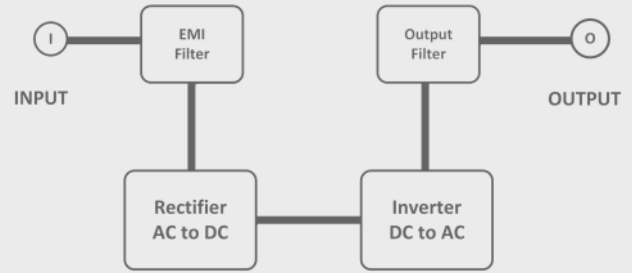 I
EMI
Filter
Output
Filter
O
INPUT
OUTPUT
Rectifier
AC to DC
Inverter
DC to AC